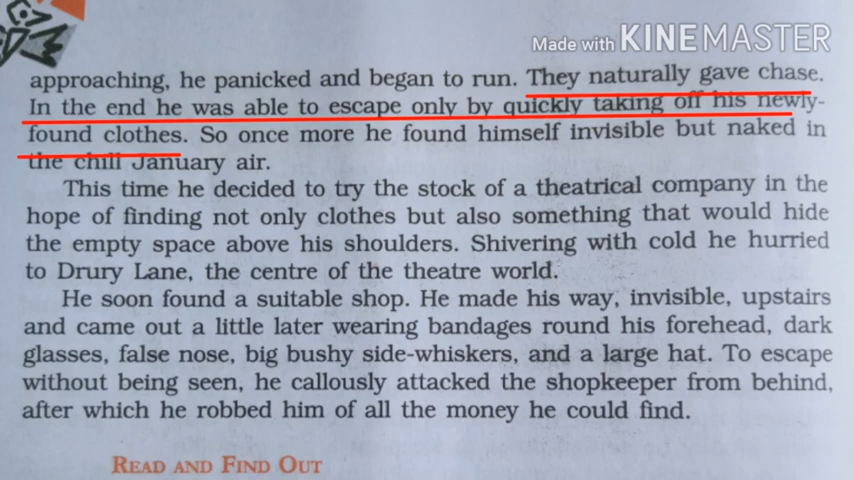 Made with KINEMASTER
approaching, he panicked and began to run. They naturally gave chase.
In the end he was able to escape only by quickly taking off his newly-
found clothes. So once more he found himself invisible but naked in
the chill January air.
This time he decided to try the stock of a theatrical company in the
hope of finding not only clothes but also something that would hide
the empty space above his shoulders. Shivering with cold he hurried
to Drury Lane, the centre of the theatre world.
He soon found a suitable shop. He made his way, invisible, upstairs
and came out a little later wearing bandages round his forehead, dark
glasses, false nose, big bushy side-whiskers, and a large hat. To escape
without being seen, he callously attacked the shopkeeper from behind,
after which he robbed him of all the money he could find.
READ AND FIND OUT